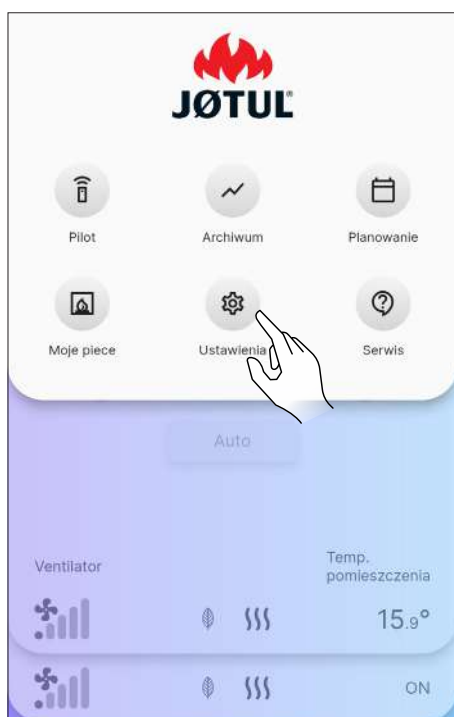 JØTUL®
Pilot
Archiwum
Planowanie
Moje piece
Ustawienia
Serwis
Auto
Ventilator
Temp.
pomieszczenia
15.9°
ON